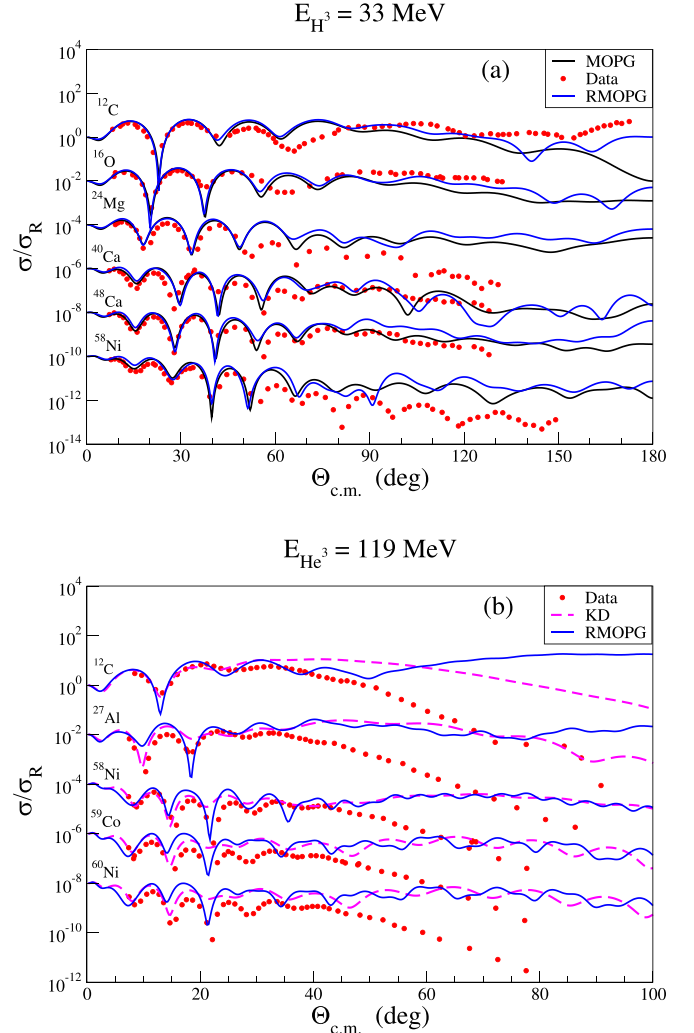 E_H^3 = 33 MeV
(a)
MOPG
Data
RMOPG
10^4
10^2
10^0
10^-2
10^-4
10^-6
10^-8
10^-10
10^-12
10^-14
σ/σ_R
^12C
^16O
^24Mg
^40Ca
^48Ca
^58Ni
0 30 60 90 120 150 180
Θ_c.m. (deg)
E_He^3 = 119 MeV
(b)
Data
KD
RMOPG
10^4
10^2
10^0
10^-2
10^-4
10^-6
10^-8
10^-10
10^-12
σ/σ_R
^12C
^27Al
^58Ni
^59Co
^60Ni
0 20 40 60 80 100
Θ_c.m. (deg)